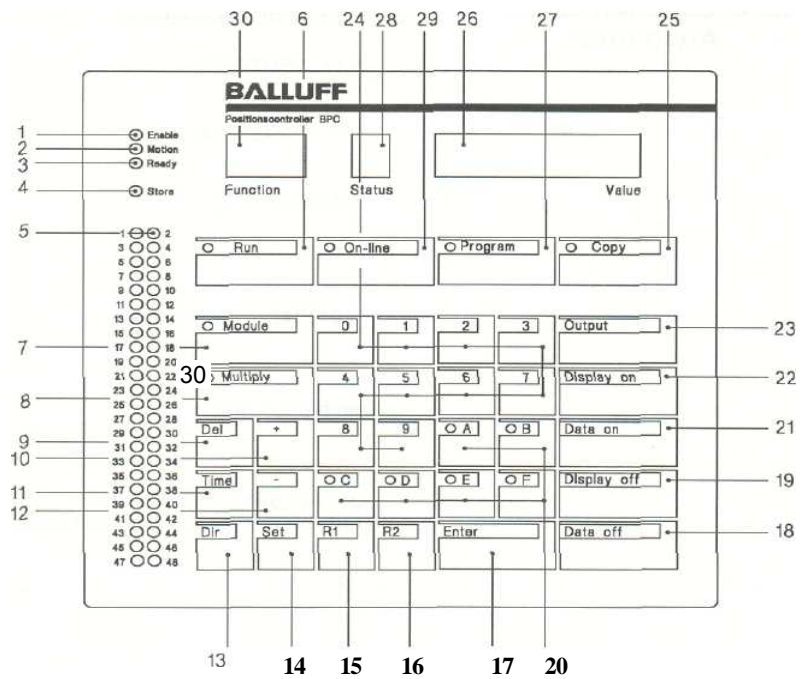 30 6 24 28 29 26 27 25
BALLUFF
Positionscontroller BPC
1 Enable
2 Motion
3 Ready
4 Store
Function Status Value
5 1 2
3 4
5 6
7 8
9 10
11 12
13 14
15 16
17 18
19 20
21 22
23 24
25 26
27 28
29 30
31 32
33 34
35 36
37 38
39 40
41 42
43 44
45 46
47 48
Run On-line Program Copy
Module 0 1 2 3 Output 23
7
30 Multiply 4 5 6 7 Display on 22
8
Del + 8 9 A B Data on 21
9
10
Time - C D E F Display off 19
11
12
Dir Set R1 R2 Enter Data off 18
13 14 15 16 17 20